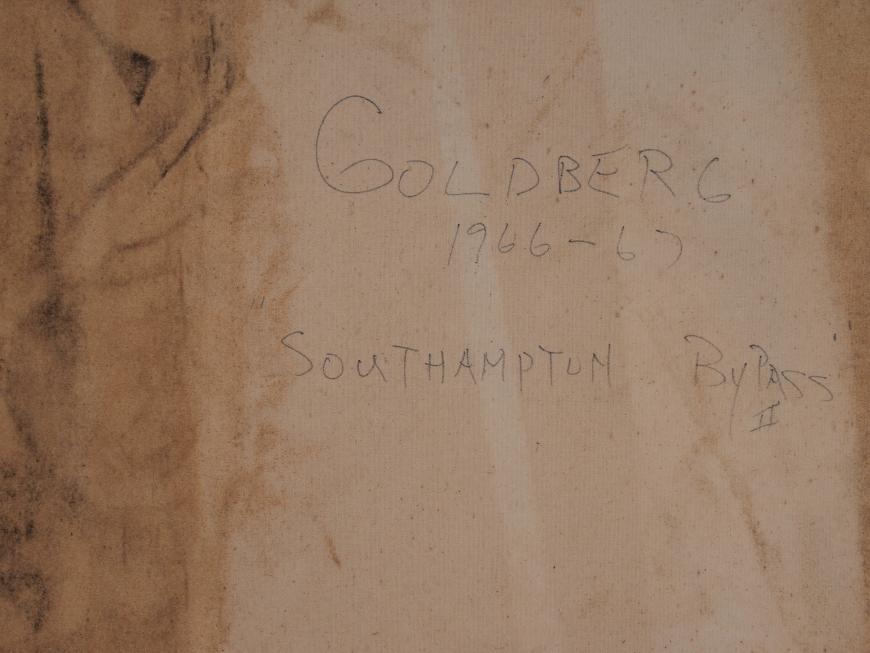 GOLDBERG
1966-67
"SOUTHAMPTON BYPASS"
II